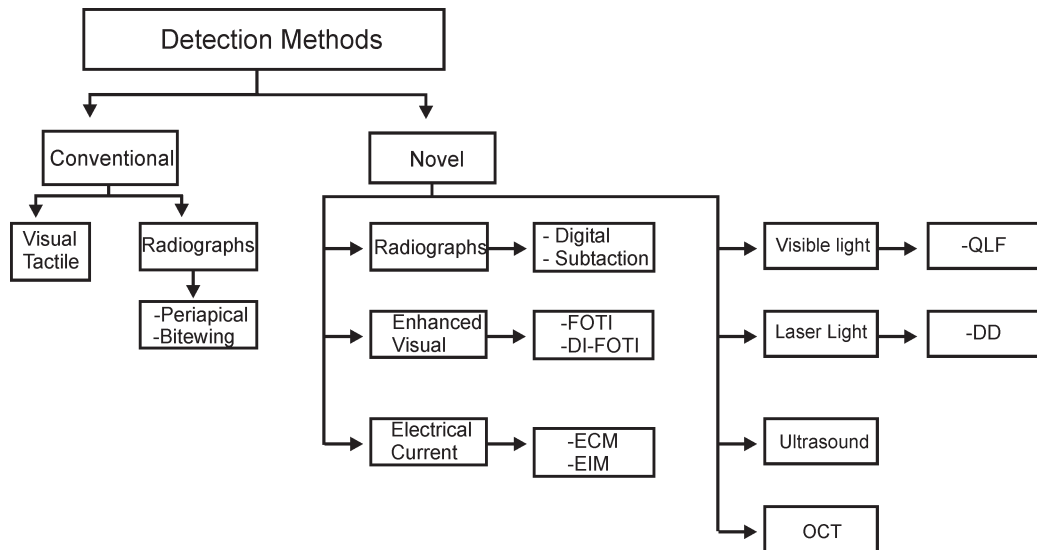 Detection Methods
Conventional
Novel
Visual
Tactile
Radiographs
-Periapical
-Bitewing
Radiographs
- Digital
- Subtaction
Enhanced
Visual
-FOTI
-DI-FOTI
Electrical
Current
-ECM
-EIM
Visible light
-QLF
Laser Light
-DD
Ultrasound
OCT